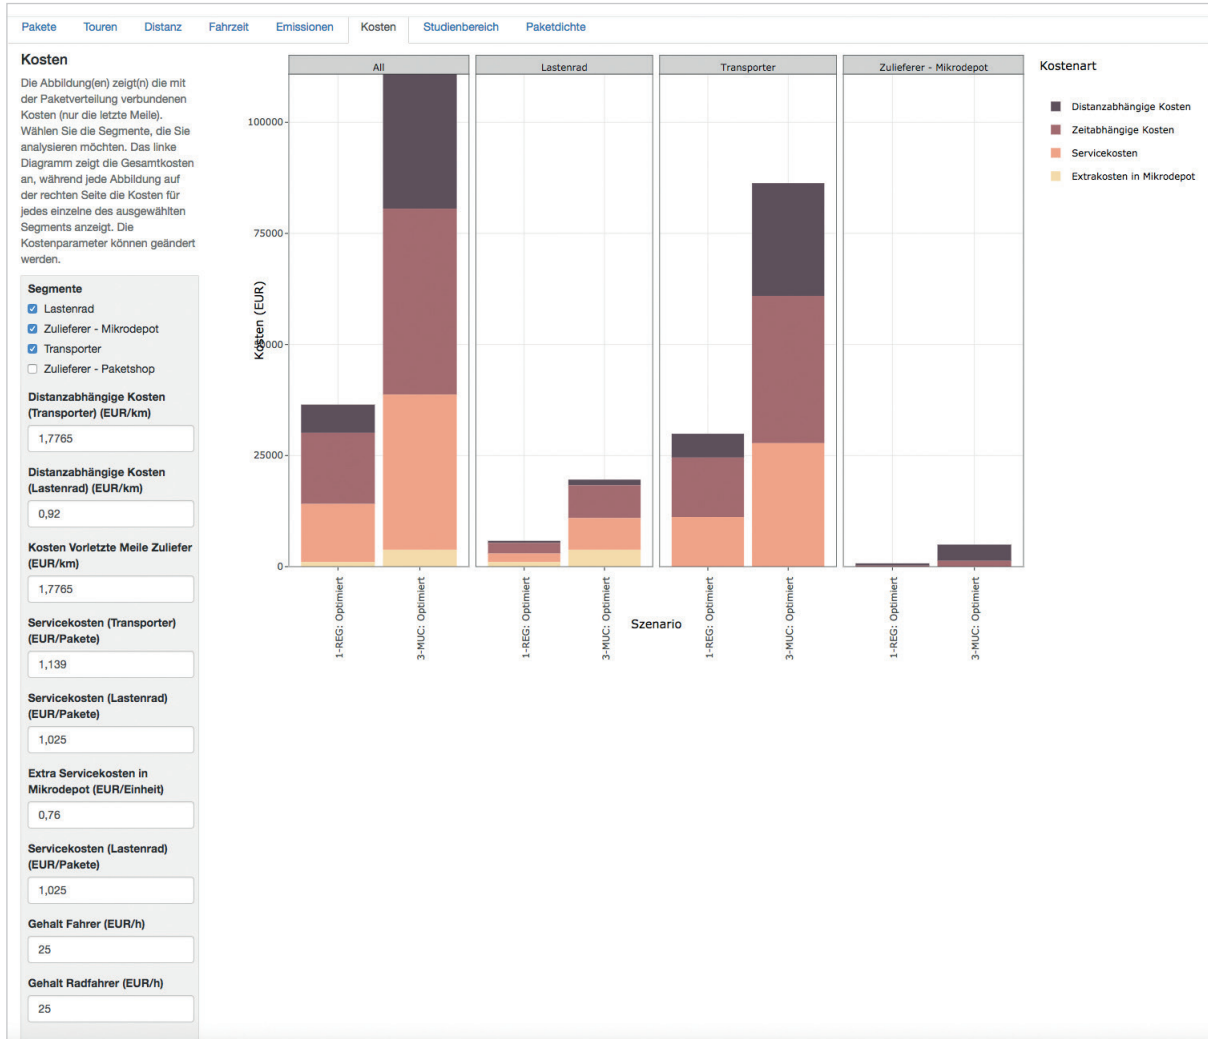 Pakete Touren Distanz Fahrzeit Emissionen Kosten Studienbereich Paketdichte
Kosten
Die Abbildung(en) zeigt(n) die mit
der Paketverteilung verbundenen
Kosten (nur die letzte Meile).
Wählen Sie die Segmente, die Sie
analysieren möchten. Das linke
Diagramm zeigt die Gesamtkosten
an, während jede Abbildung auf
der rechten Seite die Kosten für
jedes einzelne des ausgewählten
Segments anzeigt. Die
Kostenparameter können geändert
werden.
Segmente
Lastenrad
Zulieferer - Mikrodepot
Transporter
Zulieferer - Paketshop
Distanzabhängige Kosten
(Transporter) (EUR/km)
1,7765
Distanzabhängige Kosten
(Lastenrad) (EUR/km)
0,92
Kosten Vorletzte Meile Zuliefer
(EUR/km)
1,7765
Servicekosten (Transporter)
(EUR/Pakete)
1,139
Servicekosten (Lastenrad)
(EUR/Pakete)
1,025
Extra Servicekosten in
Mikrodepot (EUR/Einheit)
0,76
Servicekosten (Lastenrad)
(EUR/Pakete)
1,025
Gehalt Fahrer (EUR/h)
25
Gehalt Radfahrer (EUR/h)
25
All Lastenrad Transporter Zulieferer - Mikrodepot
Kosten (EUR)
100000
75000
50000
25000
0
1-REG: Optimiert
3-MUC: Optimiert
1-REG: Optimiert
3-MUC: Optimiert
1-REG: Optimiert
3-MUC: Optimiert
1-REG: Optimiert
3-MUC: Optimiert
Szenario
Kostenart
Distanzabhängige Kosten
Zeitabhängige Kosten
Servicekosten
Extrakosten in Mikrodepot